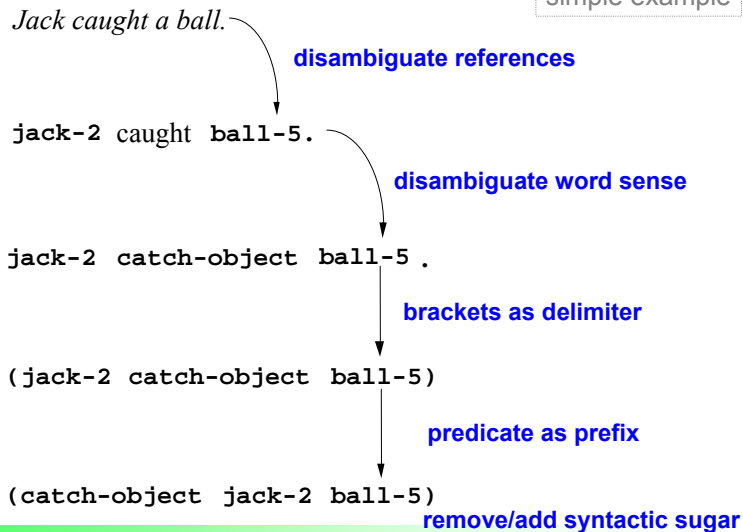 simple example
Jack caught a ball.
disambiguate references
jack-2 caught ball-5.
disambiguate word sense
jack-2 catch-object ball-5 .
brackets as delimiter
(jack-2 catch-object ball-5)
predicate as prefix
(catch-object jack-2 ball-5)
remove/add syntactic sugar